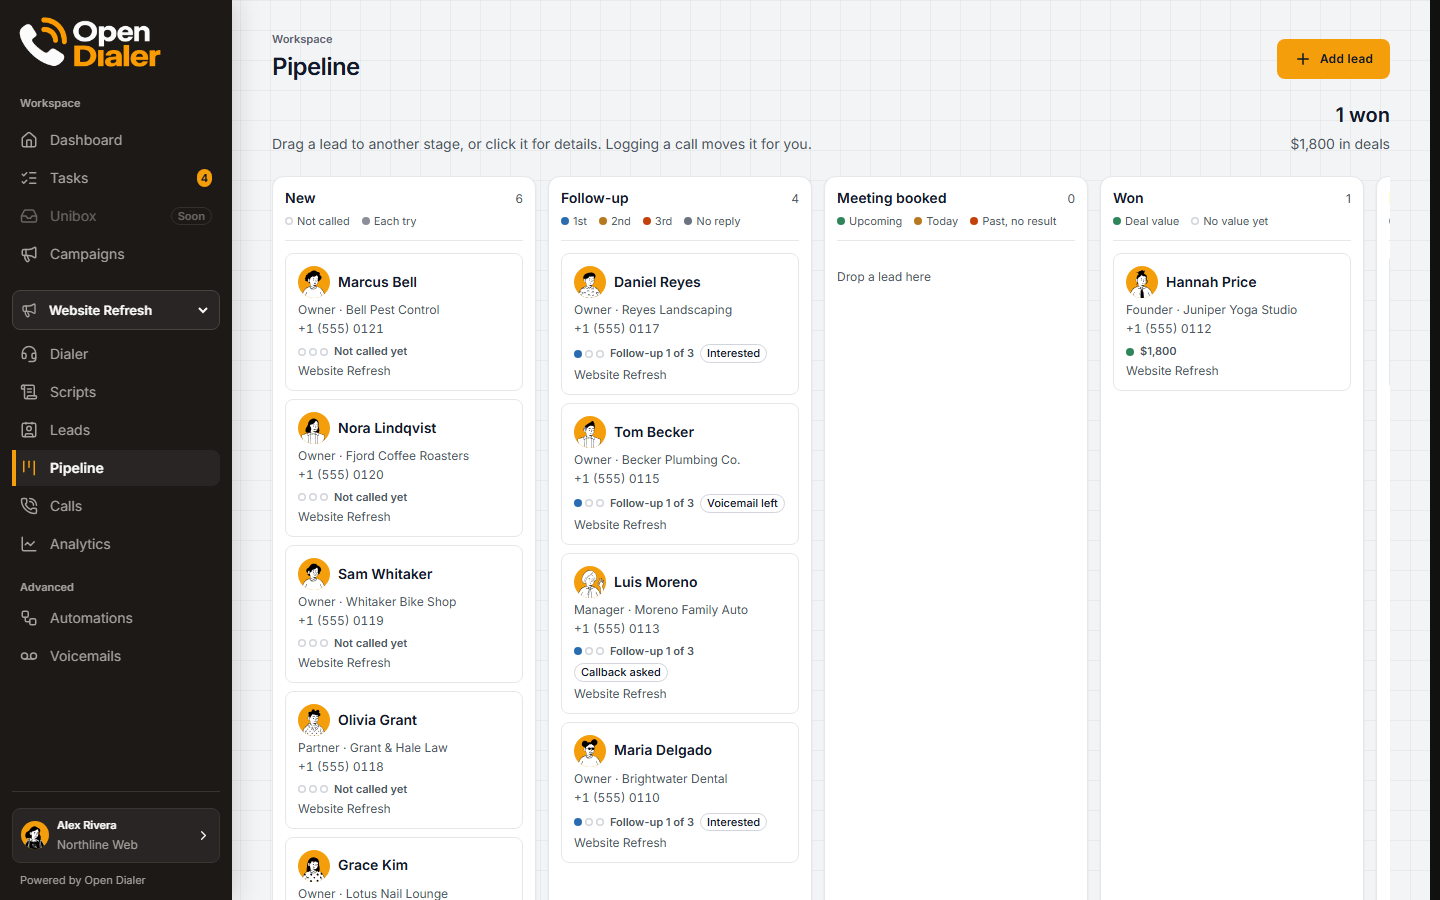 Open
Dialer
Workspace
Dashboard
Tasks 4
Unibox Soon
Campaigns
Website Refresh
Dialer
Scripts
Leads
Pipeline
Calls
Analytics
Advanced
Automations
Voicemails
Alex Rivera
Northline Web
Powered by Open Dialer
Workspace
Pipeline
Add lead
1 won
Drag a lead to another stage, or click it for details. Logging a call moves it for you.
$1,800 in deals
New 6
Not called Each try
Marcus Bell
Owner · Bell Pest Control
+1 (555) 0121
Not called yet
Website Refresh
Nora Lindqvist
Owner · Fjord Coffee Roasters
+1 (555) 0120
Not called yet
Website Refresh
Sam Whitaker
Owner · Whitaker Bike Shop
+1 (555) 0119
Not called yet
Website Refresh
Olivia Grant
Partner · Grant & Hale Law
+1 (555) 0118
Not called yet
Website Refresh
Grace Kim
Owner · Lotus Nail Lounge
Follow-up 4
1st 2nd 3rd No reply
Daniel Reyes
Owner · Reyes Landscaping
+1 (555) 0117
Follow-up 1 of 3 Interested
Website Refresh
Tom Becker
Owner · Becker Plumbing Co.
+1 (555) 0115
Follow-up 1 of 3 Voicemail left
Website Refresh
Luis Moreno
Manager · Moreno Family Auto
+1 (555) 0113
Follow-up 1 of 3
Callback asked
Website Refresh
Maria Delgado
Owner · Brightwater Dental
+1 (555) 0110
Follow-up 1 of 3 Interested
Website Refresh
Meeting booked 0
Upcoming Today Past, no result
Drop a lead here
Won 1
Deal value No value yet
Hannah Price
Founder · Juniper Yoga Studio
+1 (555) 0112
$1,800
Website Refresh